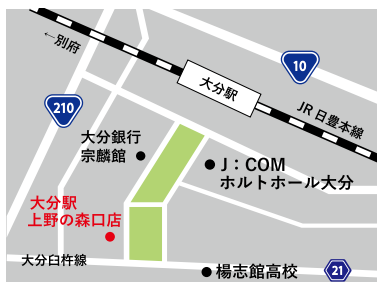 ←別府
10
大分駅
210
JR日豊本線
大分銀行
宗麟館
J：COM
ホルトホール大分
大分駅
上野の森口店
大分臼杵線
楊志館高校
21